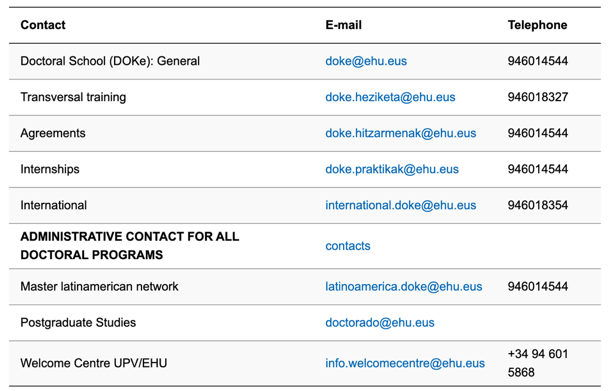 Contact E-mail Telephone
Doctoral School (DOKe): General doke@ehu.eus 946014544
Transversal training doke.heziketa@ehu.eus 946018327
Agreements doke.hitzarmenak@ehu.eus 946014544
Internships doke.praktikak@ehu.eus 946014544
International international.doke@ehu.eus 946018354
ADMINISTRATIVE CONTACT FOR ALL
DOCTORAL PROGRAMS
contacts
Master latinamerican network latinoamerica.doke@ehu.eus 946014544
Postgraduate Studies doctorado@ehu.eus
Welcome Centre UPV/EHU info.welcomecentre@ehu.eus
+34 94 601
5868